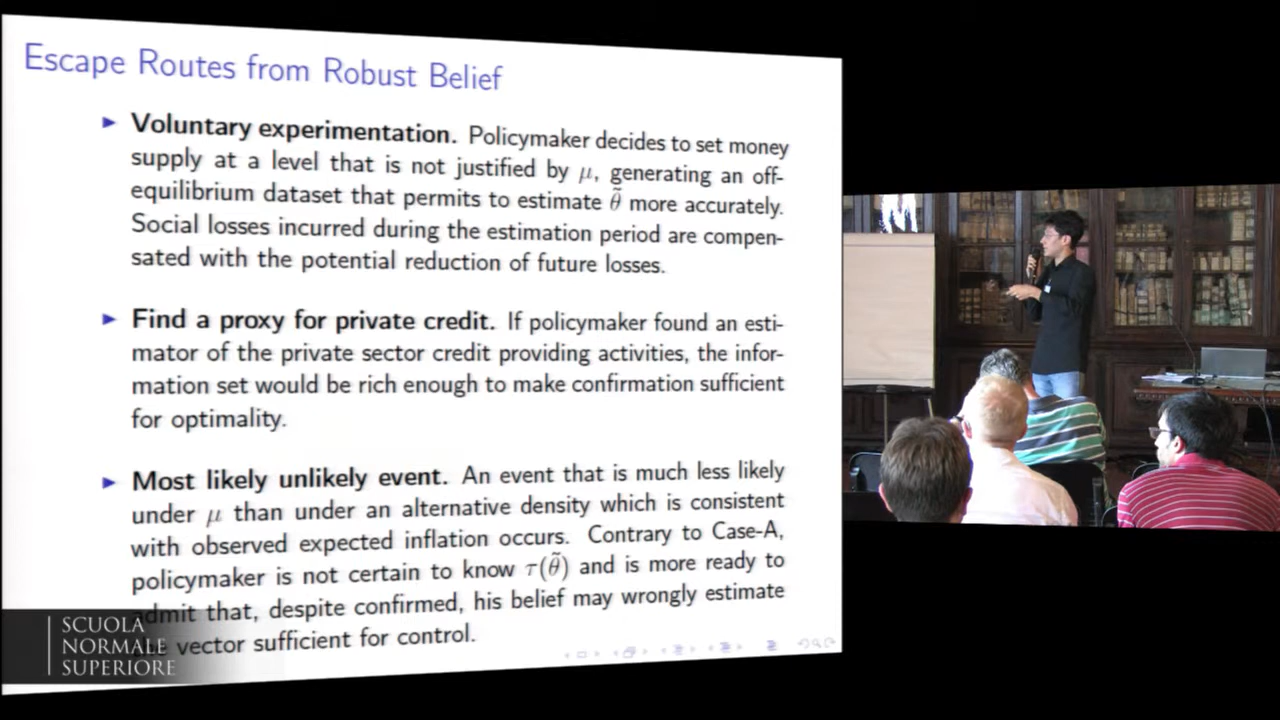 Escape Routes from Robust Belief
Voluntary experimentation. Policymaker decides to set money
supply at a level that is not justified by μ, generating an off-
equilibrium dataset that permits to estimate θ̃ more accurately.
Social losses incurred during the estimation period are compen-
sated with the potential reduction of future losses.
Find a proxy for private credit. If policymaker found an esti-
mator of the private sector credit providing activities, the infor-
mation set would be rich enough to make confirmation sufficient
for optimality.
Most likely unlikely event. An event that is much less likely
under μ than under an alternative density which is consistent
with observed expected inflation occurs. Contrary to Case-A,
policymaker is not certain to know τ(θ̃) and is more ready to
admit that, despite confirmed, his belief may wrongly estimate
the vector sufficient for control.
SCUOLA
NORMALE
SUPERIORE